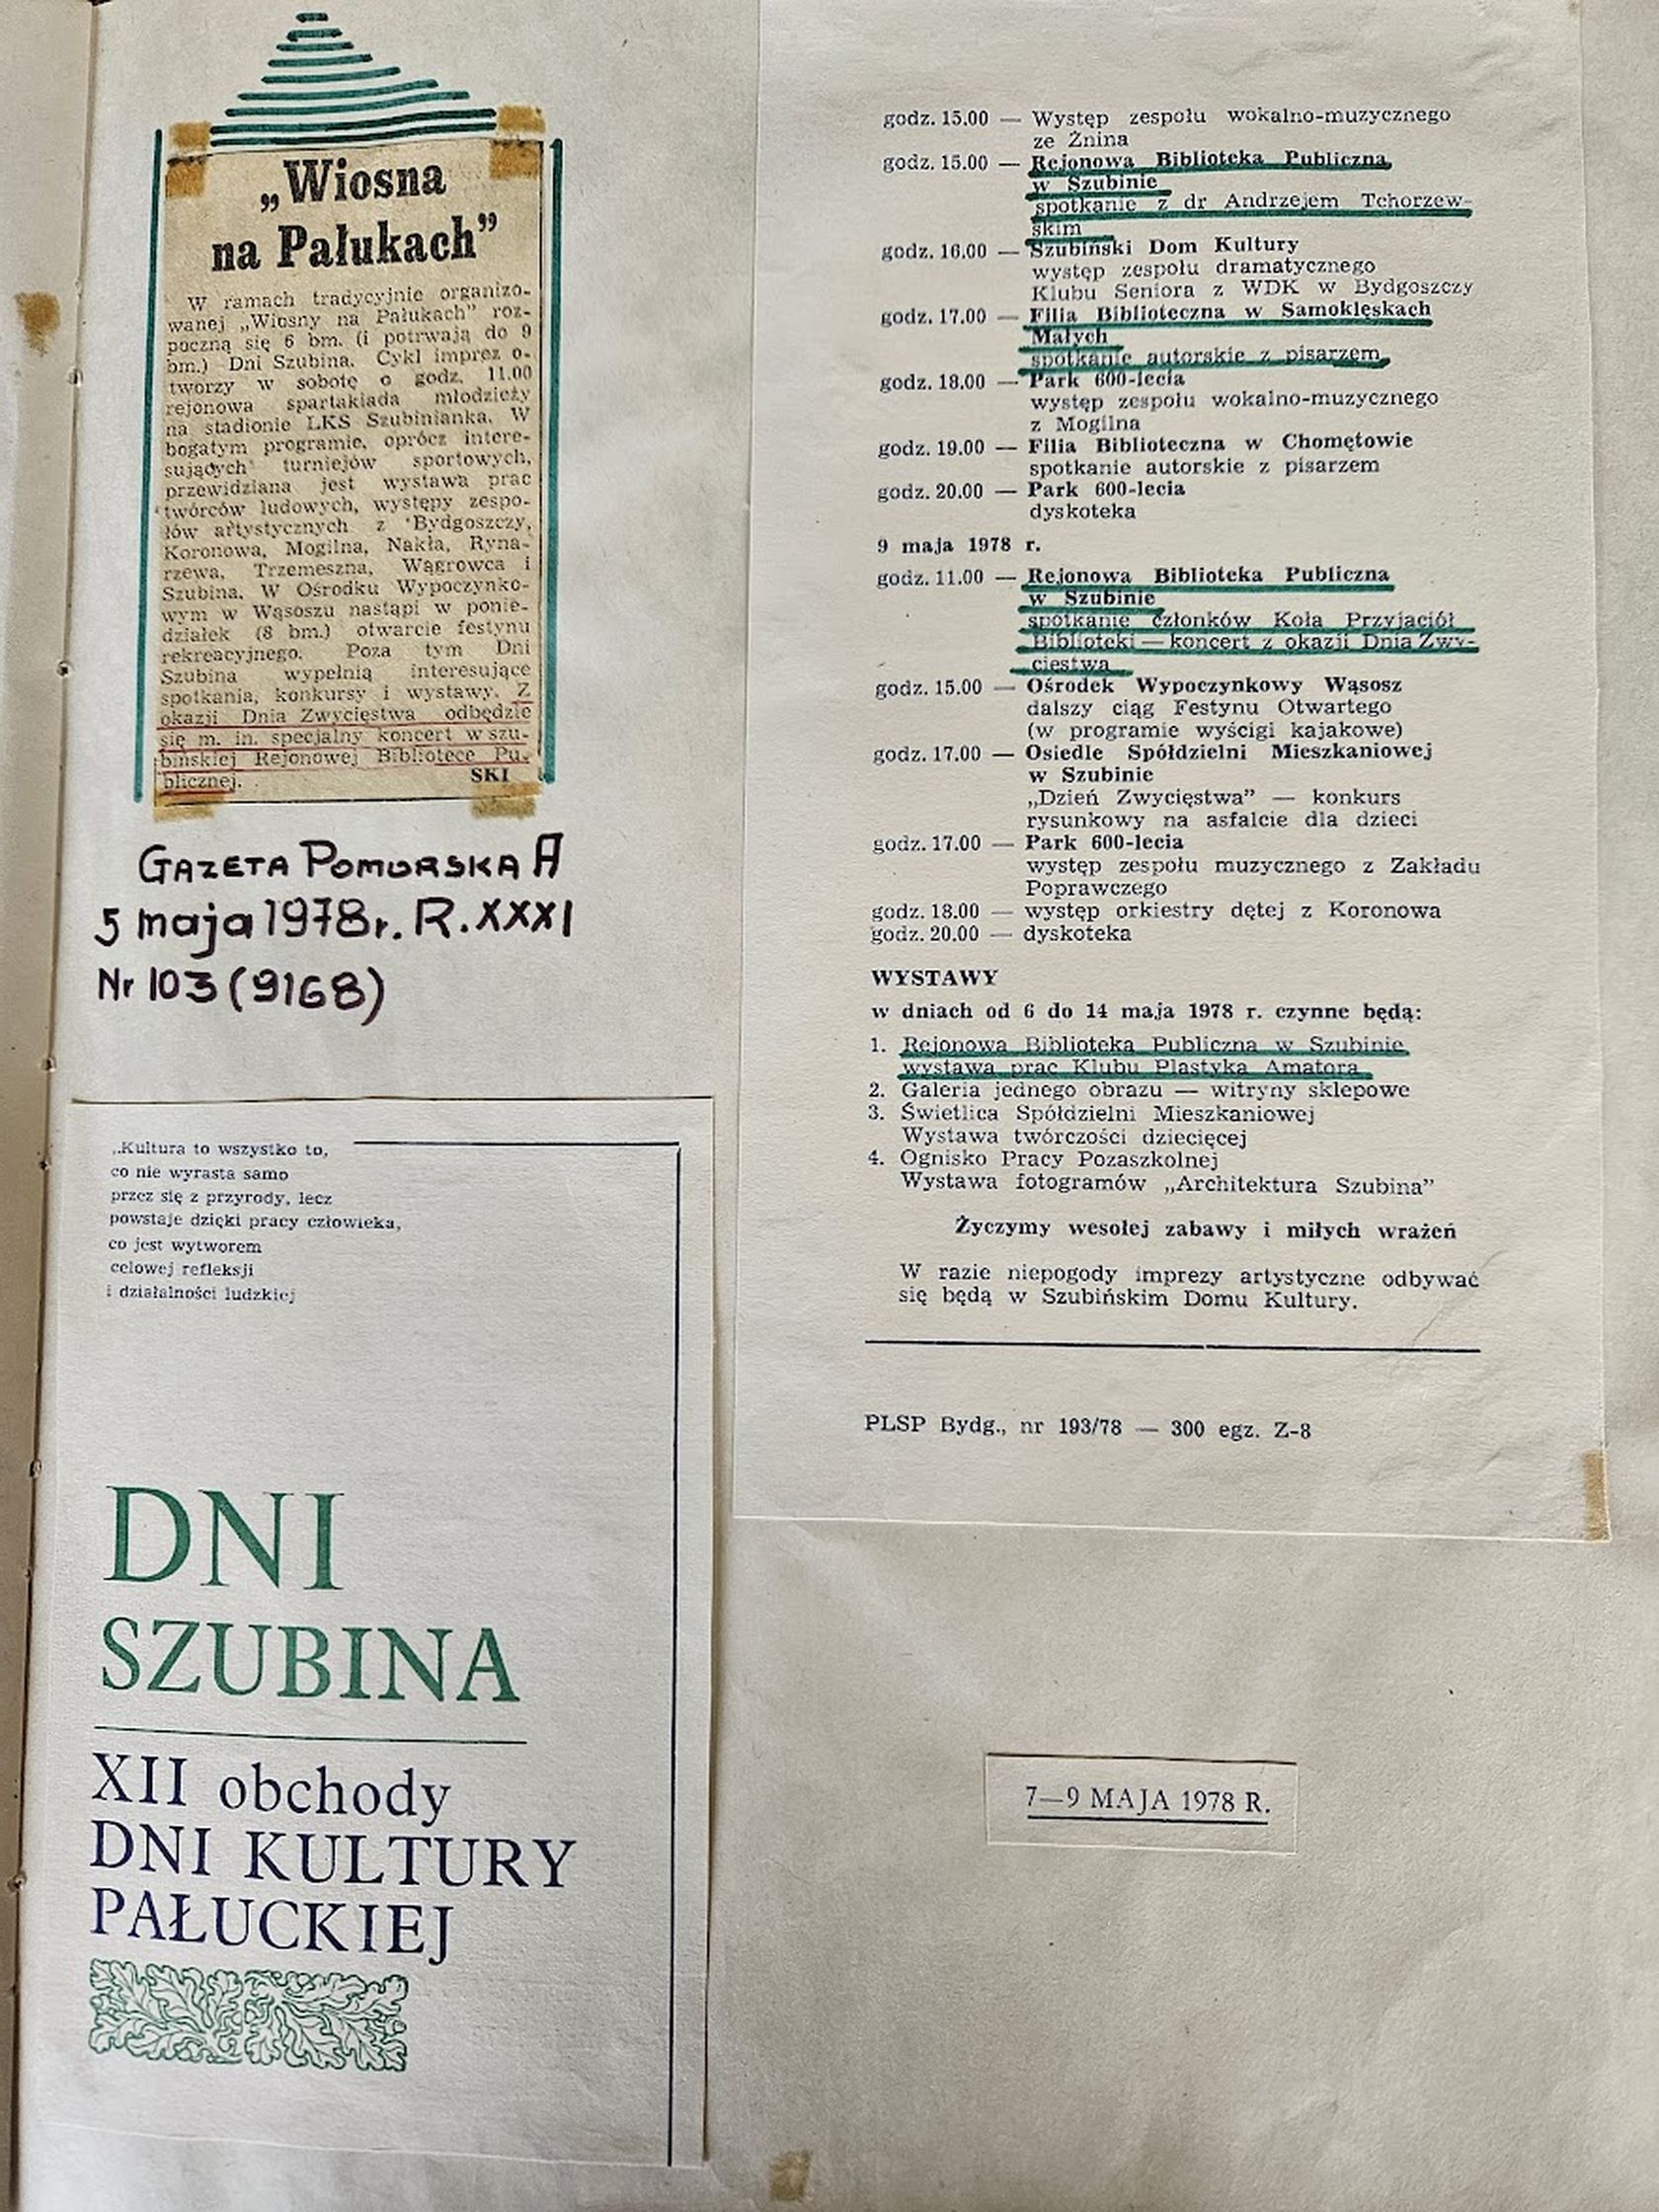 „Wiosna
na Pałukach”
W ramach tradycyjnie organizo-
wanej „Wiosny na Pałukach” roz-
poczną się 6 bm. (i potrwają do 9
bm.) Dni Szubina. Cykl imprez o-
tworzy w sobotę o godz. 11.00
rejonowa spartakiada młodzieży
na stadionie LKS Szubinianka. W
bogatym programie, oprócz intere-
sujących turniejów sportowych,
przewidziana jest wystawa prac
twórców ludowych, występy zespo-
łów artystycznych z Bydgoszczy,
Koronowa, Mogilna, Nakła, Ryna-
rzewa, Trzemeszna, Wągrowca i
Szubina. W Ośrodku Wypoczynko-
wym w Wąsoszu nastąpi w ponie-
działek (8 bm.) otwarcie festynu
rekreacyjnego. Poza tym Dni
Szubina wypełnią interesujące
spotkania, konkursy i wystawy. Z
okazji Dnia Zwycięstwa odbędzie
się m. in. specjalny koncert w szu-
bińskiej Rejonowej Bibliotece Pu-
blicznej. SKI
GAZETA POMORSKA A
5 maja 1978r. R. XXXI
Nr 103 (9168)
„Kultura to wszystko to,
co nie wyrasta samo
przez się z przyrody, lecz
powstaje dzięki pracy człowieka,
co jest wytworem
celowej refleksji
i działalności ludzkiej
DNI
SZUBINA
XII obchody
DNI KULTURY
PAŁUCKIEJ
godz. 15.00 — Występ zespołu wokalno-muzycznego
ze Żnina
godz. 15.00 — Rejonowa Biblioteka Publiczna
w Szubinie
spotkanie z dr Andrzejem Tchorzew-
skim
godz. 16.00 — Szubiński Dom Kultury
występ zespołu dramatycznego
Klubu Seniora z WDK w Bydgoszczy
godz. 17.00 — Filia Biblioteczna w Samoklęskach
Małych
spotkanie autorskie z pisarzem
godz. 18.00 — Park 600-lecia
występ zespołu wokalno-muzycznego
z Mogilna
godz. 19.00 — Filia Biblioteczna w Chomętowie
spotkanie autorskie z pisarzem
godz. 20.00 — Park 600-lecia
dyskoteka
9 maja 1978 r.
godz. 11.00 — Rejonowa Biblioteka Publiczna
w Szubinie
spotkanie członków Koła Przyjaciół
Biblioteki — koncert z okazji Dnia Zwy-
cięstwa
godz. 15.00 — Ośrodek Wypoczynkowy Wąsosz
dalszy ciąg Festynu Otwartego
(w programie wyścigi kajakowe)
godz. 17.00 — Osiedle Spółdzielni Mieszkaniowej
w Szubinie
„Dzień Zwycięstwa” — konkurs
rysunkowy na asfalcie dla dzieci
godz. 17.00 — Park 600-lecia
występ zespołu muzycznego z Zakładu
Poprawczego
godz. 18.00 — występ orkiestry dętej z Koronowa
godz. 20.00 — dyskoteka
WYSTAWY
w dniach od 6 do 14 maja 1978 r. czynne będą:
1. Rejonowa Biblioteka Publiczna w Szubinie
wystawa prac Klubu Plastyka Amatora
2. Galeria jednego obrazu — witryny sklepowe
3. Świetlica Spółdzielni Mieszkaniowej
Wystawa twórczości dziecięcej
4. Ognisko Pracy Pozaszkolnej
Wystawa fotogramów „Architektura Szubina”
Życzymy wesołej zabawy i miłych wrażeń
W razie niepogody imprezy artystyczne odbywać
się będą w Szubińskim Domu Kultury.
PLSP Bydg., nr 193/78 — 300 egz. Z-8
7—9 MAJA 1978 R.